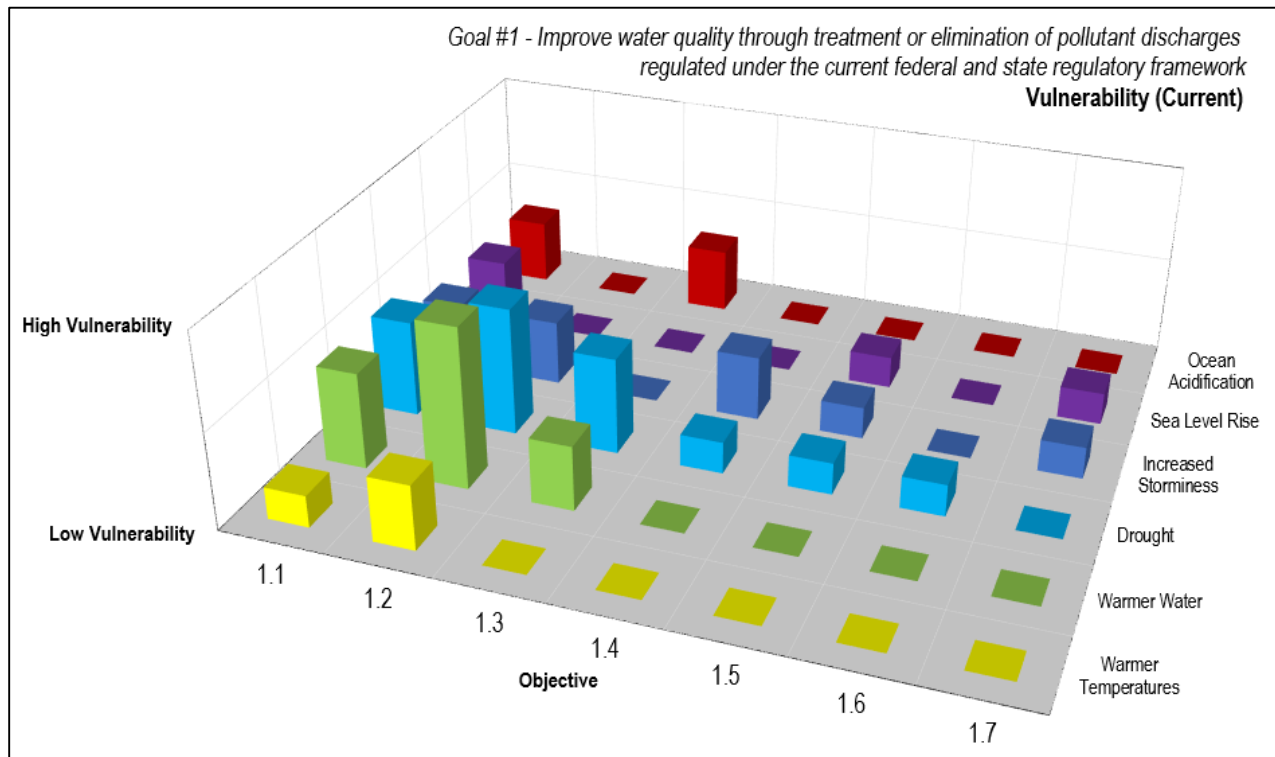 Goal #1 - Improve water quality through treatment or elimination of pollutant discharges
regulated under the current federal and state regulatory framework
Vulnerability (Current)
High Vulnerability
Low Vulnerability
Ocean
Acidification
Sea Level Rise
Increased
Storminess
Drought
Warmer Water
Warmer
Temperatures
1.1
1.2
1.3
1.4
1.5
1.6
1.7
Objective